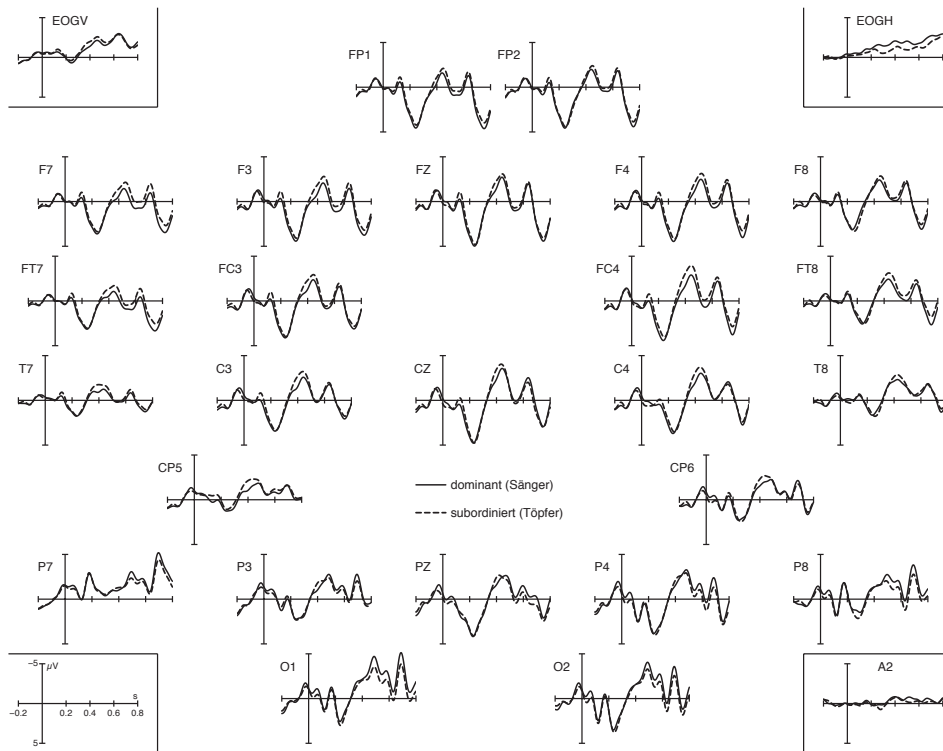 EOGV
EOGH
FP1
FP2
F7
F3
FZ
F4
F8
FT7
FC3
FC4
FT8
T7
C3
CZ
C4
T8
CP5
CP6
dominant (Sänger)
subordiniert (Töpfer)
P7
P3
PZ
P4
P8
O1
O2
A2
–5
µV
s
–0.2
0.2
0.4
0.6
0.8
5